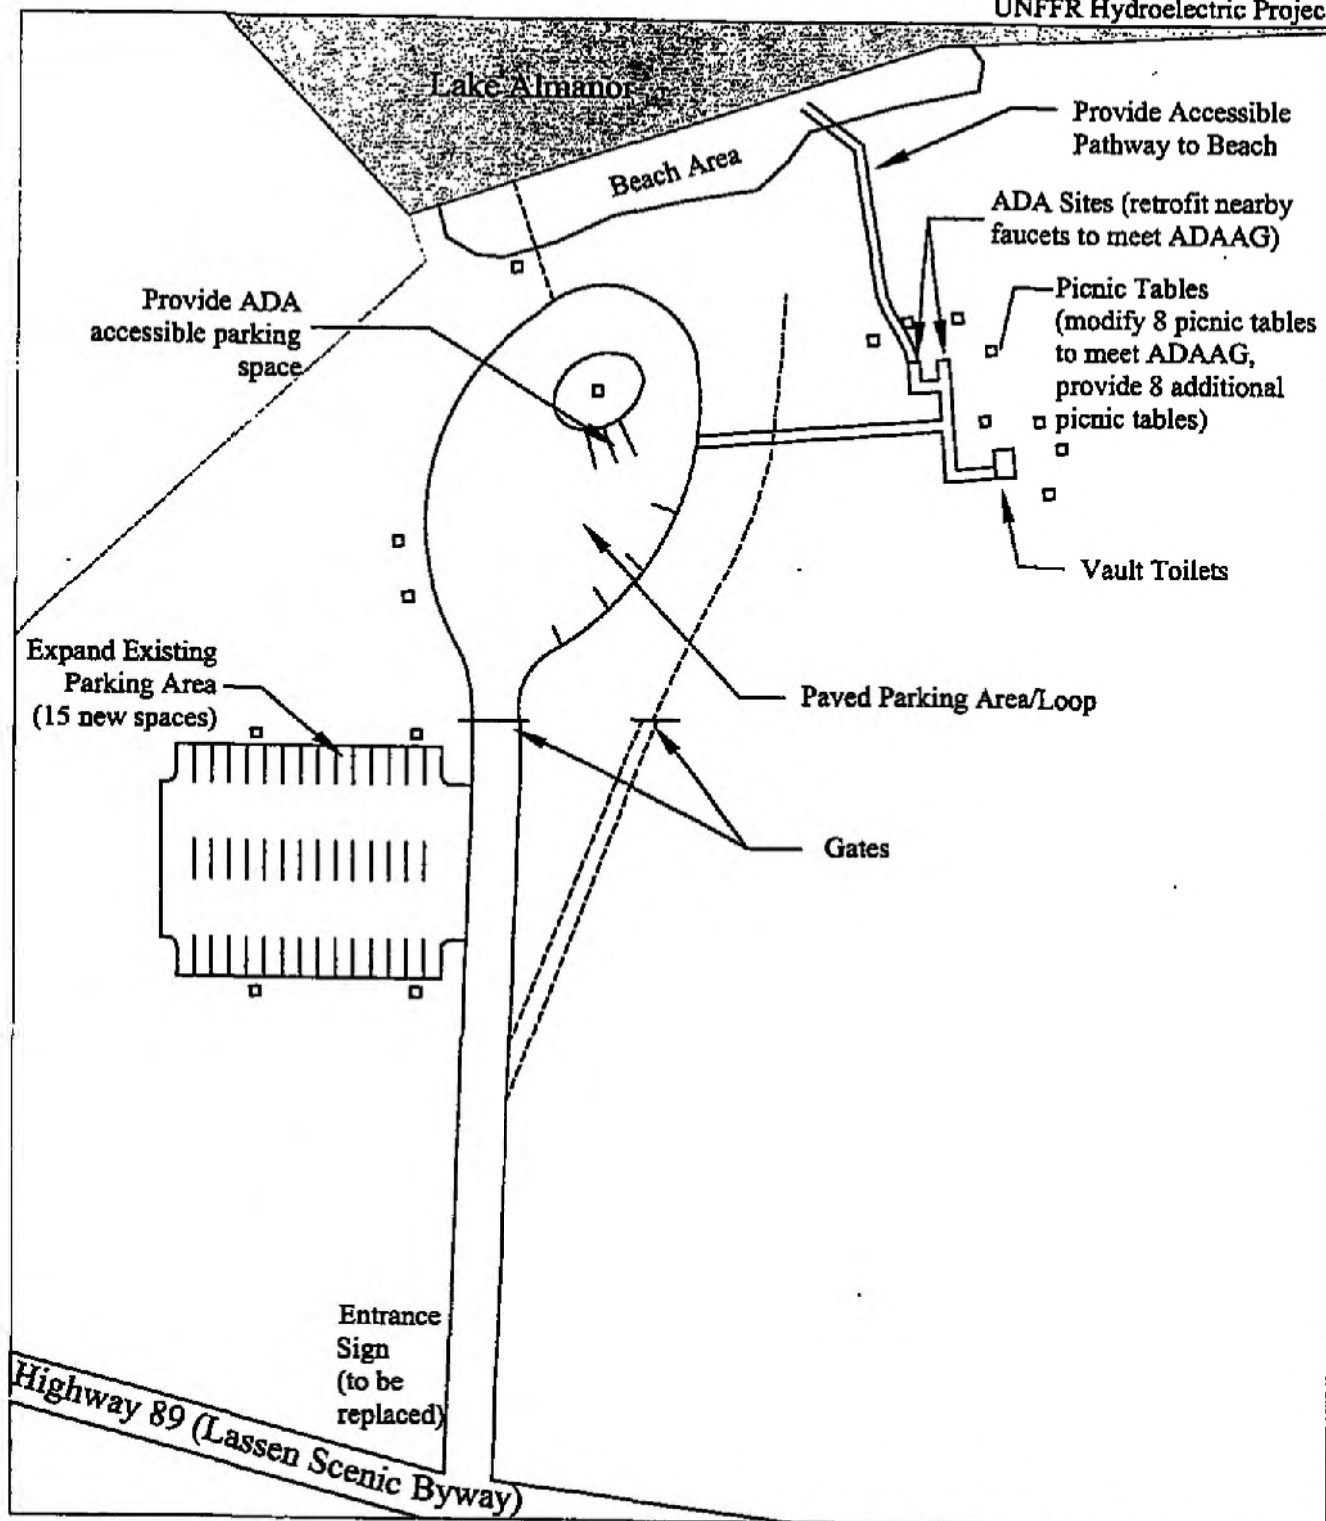 UNFFR Hydroelectric Projec
Lake Almanor
Beach Area
Provide Accessible
Pathway to Beach
ADA Sites (retrofit nearby
faucets to meet ADAAG)
Picnic Tables
(modify 8 picnic tables
to meet ADAAG,
provide 8 additional
picnic tables)
Provide ADA
accessible parking
space
Vault Toilets
Expand Existing
Parking Area
(15 new spaces)
Paved Parking Area/Loop
Gates
Entrance
Sign
(to be
replaced)
Highway 89 (Lassen Scenic Byway)